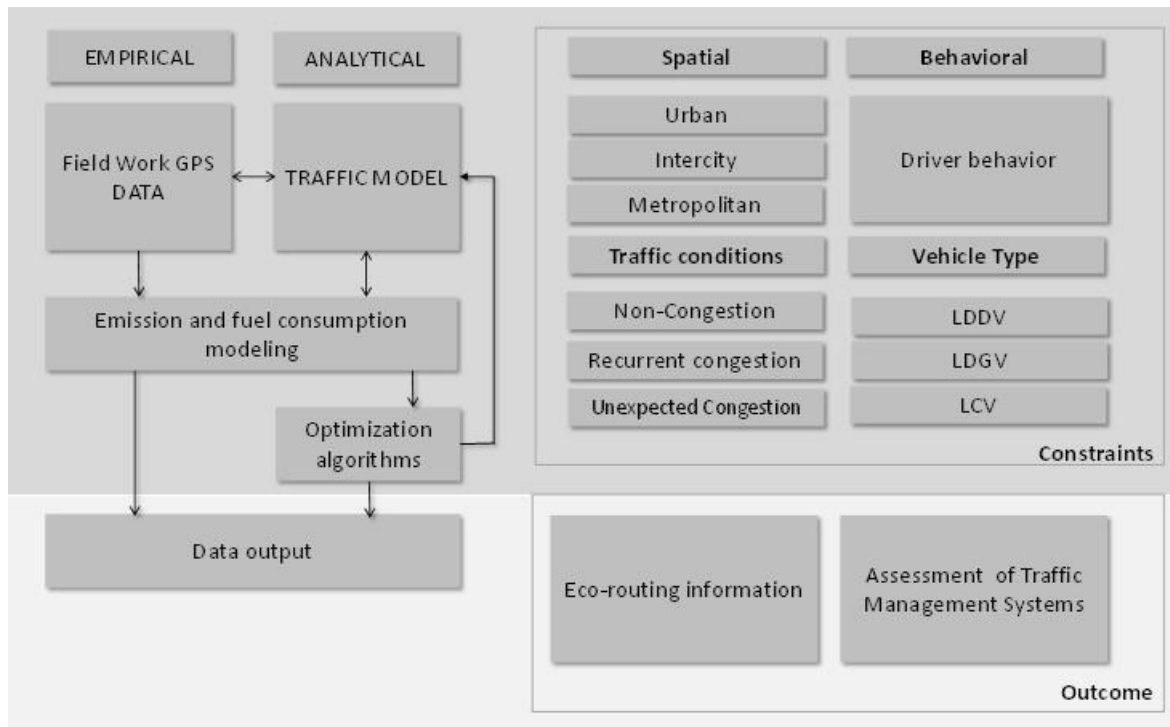 EMPIRICAL
ANALYTICAL
Field Work GPS
DATA
TRAFFIC MODEL
Emission and fuel consumption
modeling
Optimization
algorithms
Data output
Spatial
Behavioral
Urban
Intercity
Metropolitan
Driver behavior
Traffic conditions
Vehicle Type
Non-Congestion
Recurrent congestion
Unexpected Congestion
LDDV
LDGV
LCV
Constraints
Eco-routing information
Assessment of Traffic
Management Systems
Outcome